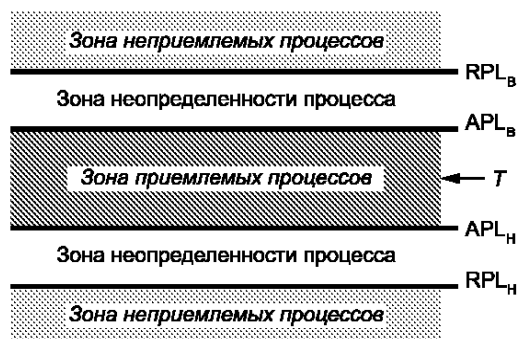 Зона неприемлемых процессов
RPLВ
Зона неопределенности процесса
APLВ
Зона приемлемых процессов
T
APLН
Зона неопределенности процесса
RPLН
Зона неприемлемых процессов